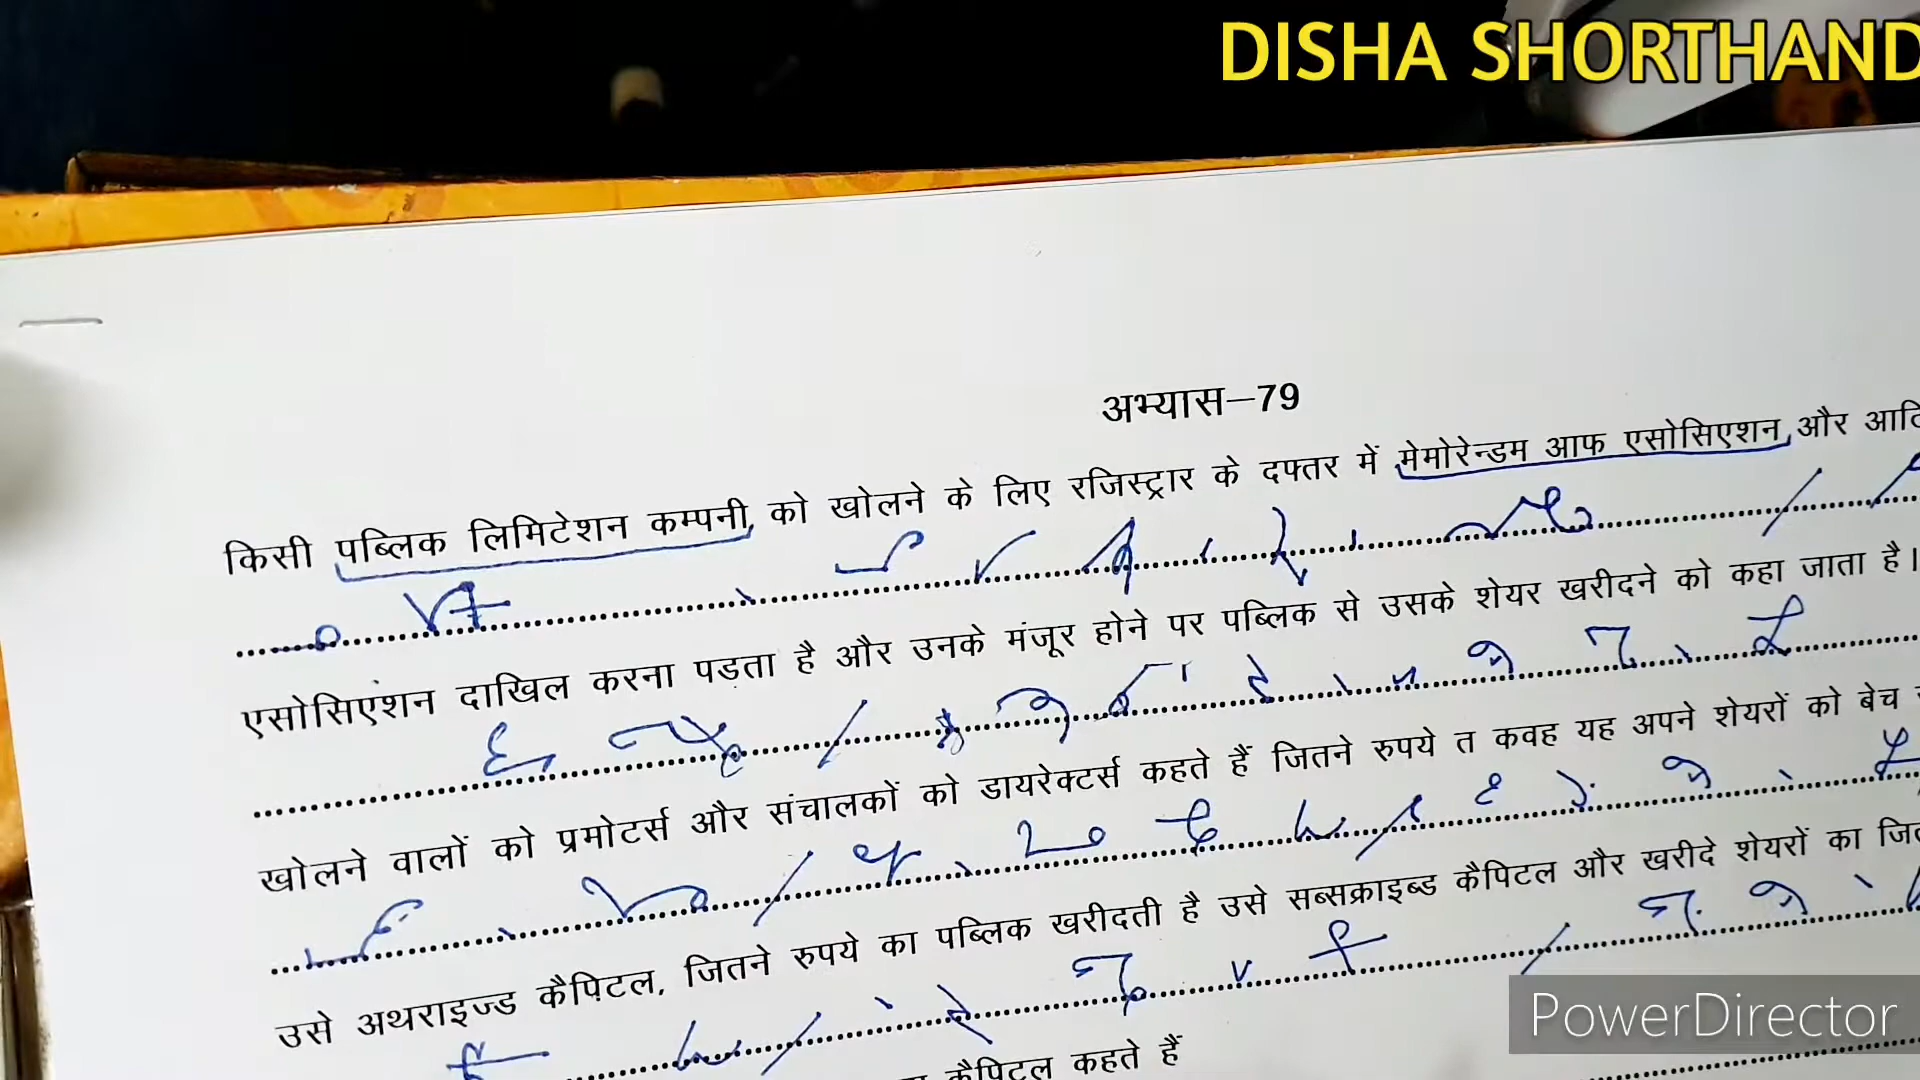 DISHA SHORTHAND
अभ्यास—79
किसी पब्लिक लिमिटेशन कम्पनी को खोलने के लिए रजिस्ट्रार के दफ्तर में मेमोरेन्डम आफ एसोसिएशन और
एसोसिएंशन दाखिल करना पड़ता है और उनके मंजूर होने पर पब्लिक से उसके शेयर खरीदने को कहा जाता है।
खोलने वालों को प्रमोटर्स और संचालकों को डायरेक्टर्स कहते हैं जितने रुपये त कवह यह अपने शेयरों को बेच
उसे अथराइज्ड कैपिटल, जितने रुपये का पब्लिक खरीदती है उसे सब्सक्राइब्ड कैपिटल और खरीदे शेयरों का
कैपिटल कहते हैं
PowerDirector